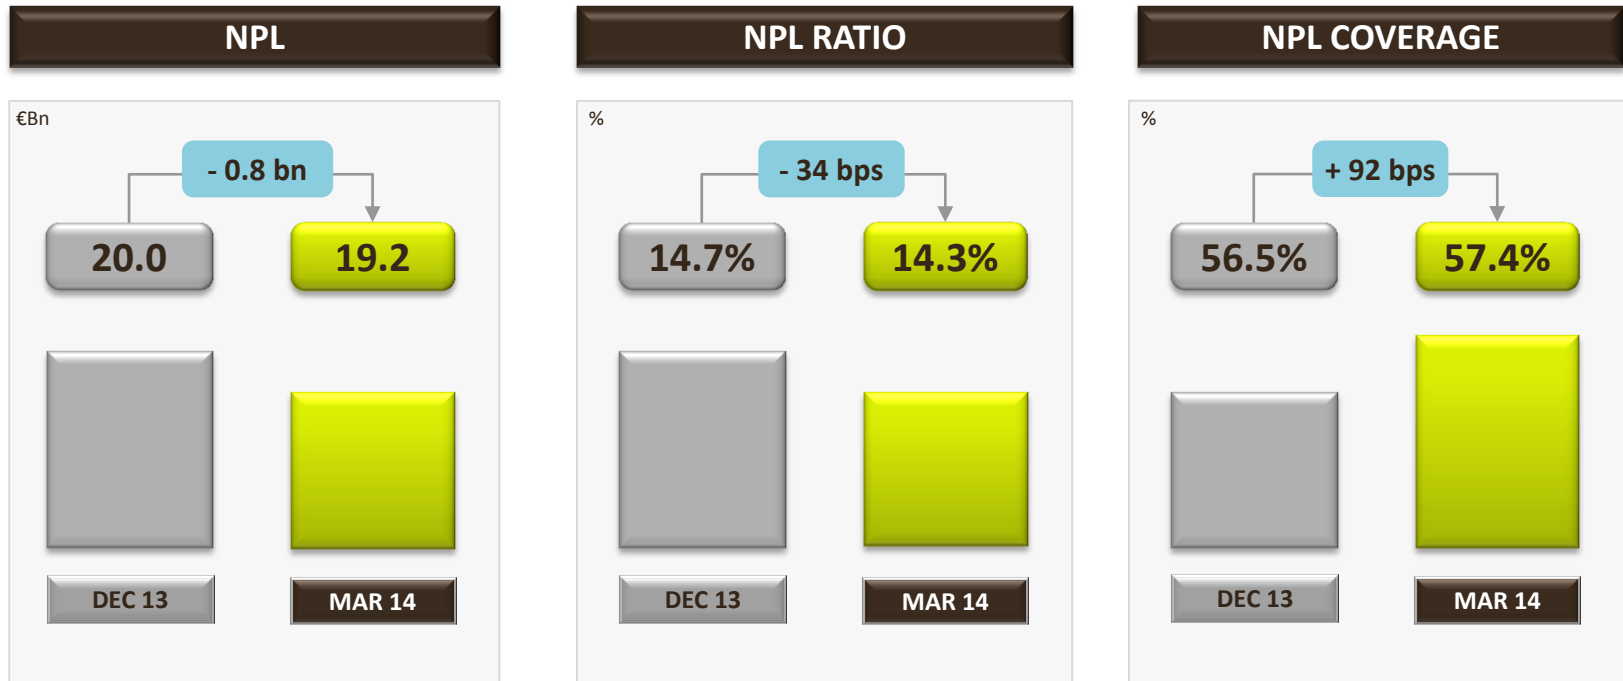 NPL
€Bn
- 0.8 bn
20.0
19.2
DEC 13
MAR 14
NPL RATIO
%
- 34 bps
14.7%
14.3%
DEC 13
MAR 14
NPL COVERAGE
%
+ 92 bps
56.5%
57.4%
DEC 13
MAR 14